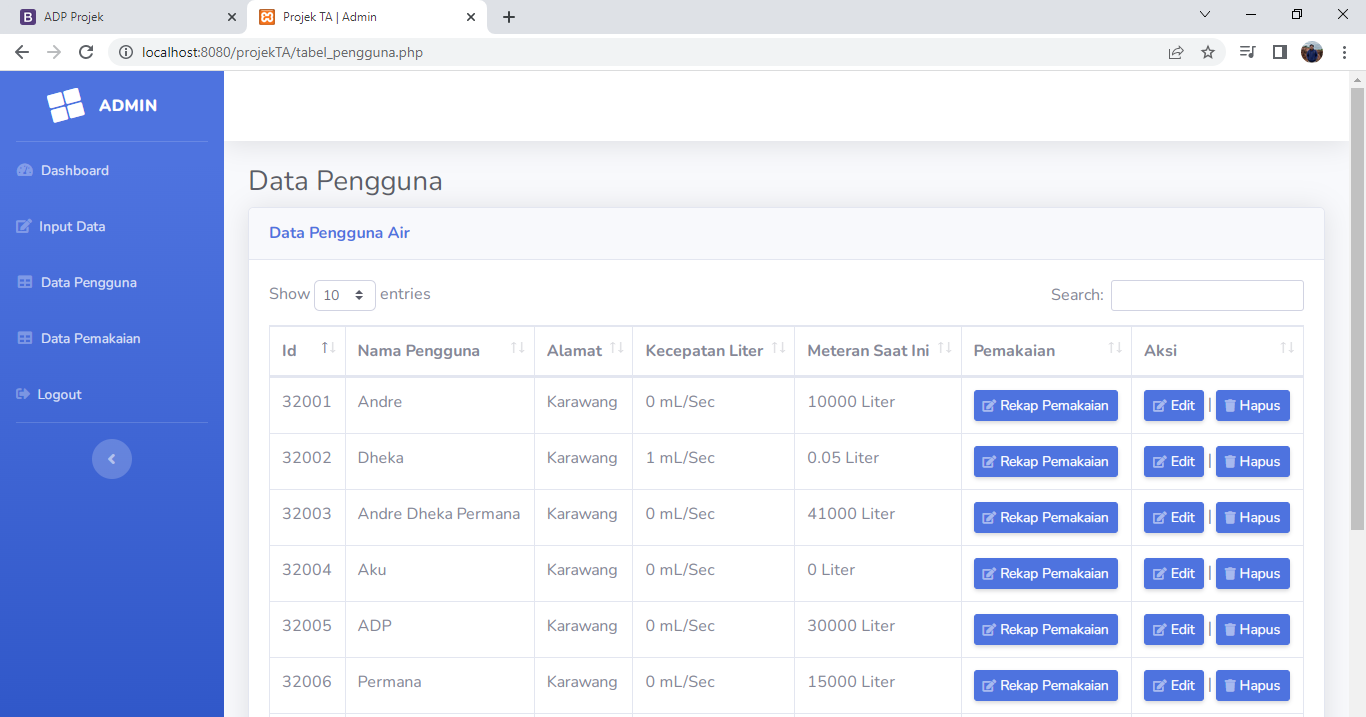 ADP Projek
Projek TA | Admin
localhost:8080/projekTA/tabel_pengguna.php
ADMIN
Dashboard
Input Data
Data Pengguna
Data Pemakaian
Logout
Data Pengguna
Data Pengguna Air
Show 10 entries
Search:
Id Nama Pengguna Alamat Kecepatan Liter Meteran Saat Ini Pemakaian Aksi
32001 Andre Karawang 0 mL/Sec 10000 Liter Rekap Pemakaian Edit | Hapus
32002 Dheka Karawang 1 mL/Sec 0.05 Liter Rekap Pemakaian Edit | Hapus
32003 Andre Dheka Permana Karawang 0 mL/Sec 41000 Liter Rekap Pemakaian Edit | Hapus
32004 Aku Karawang 0 mL/Sec 0 Liter Rekap Pemakaian Edit | Hapus
32005 ADP Karawang 0 mL/Sec 30000 Liter Rekap Pemakaian Edit | Hapus
32006 Permana Karawang 0 mL/Sec 15000 Liter Rekap Pemakaian Edit | Hapus